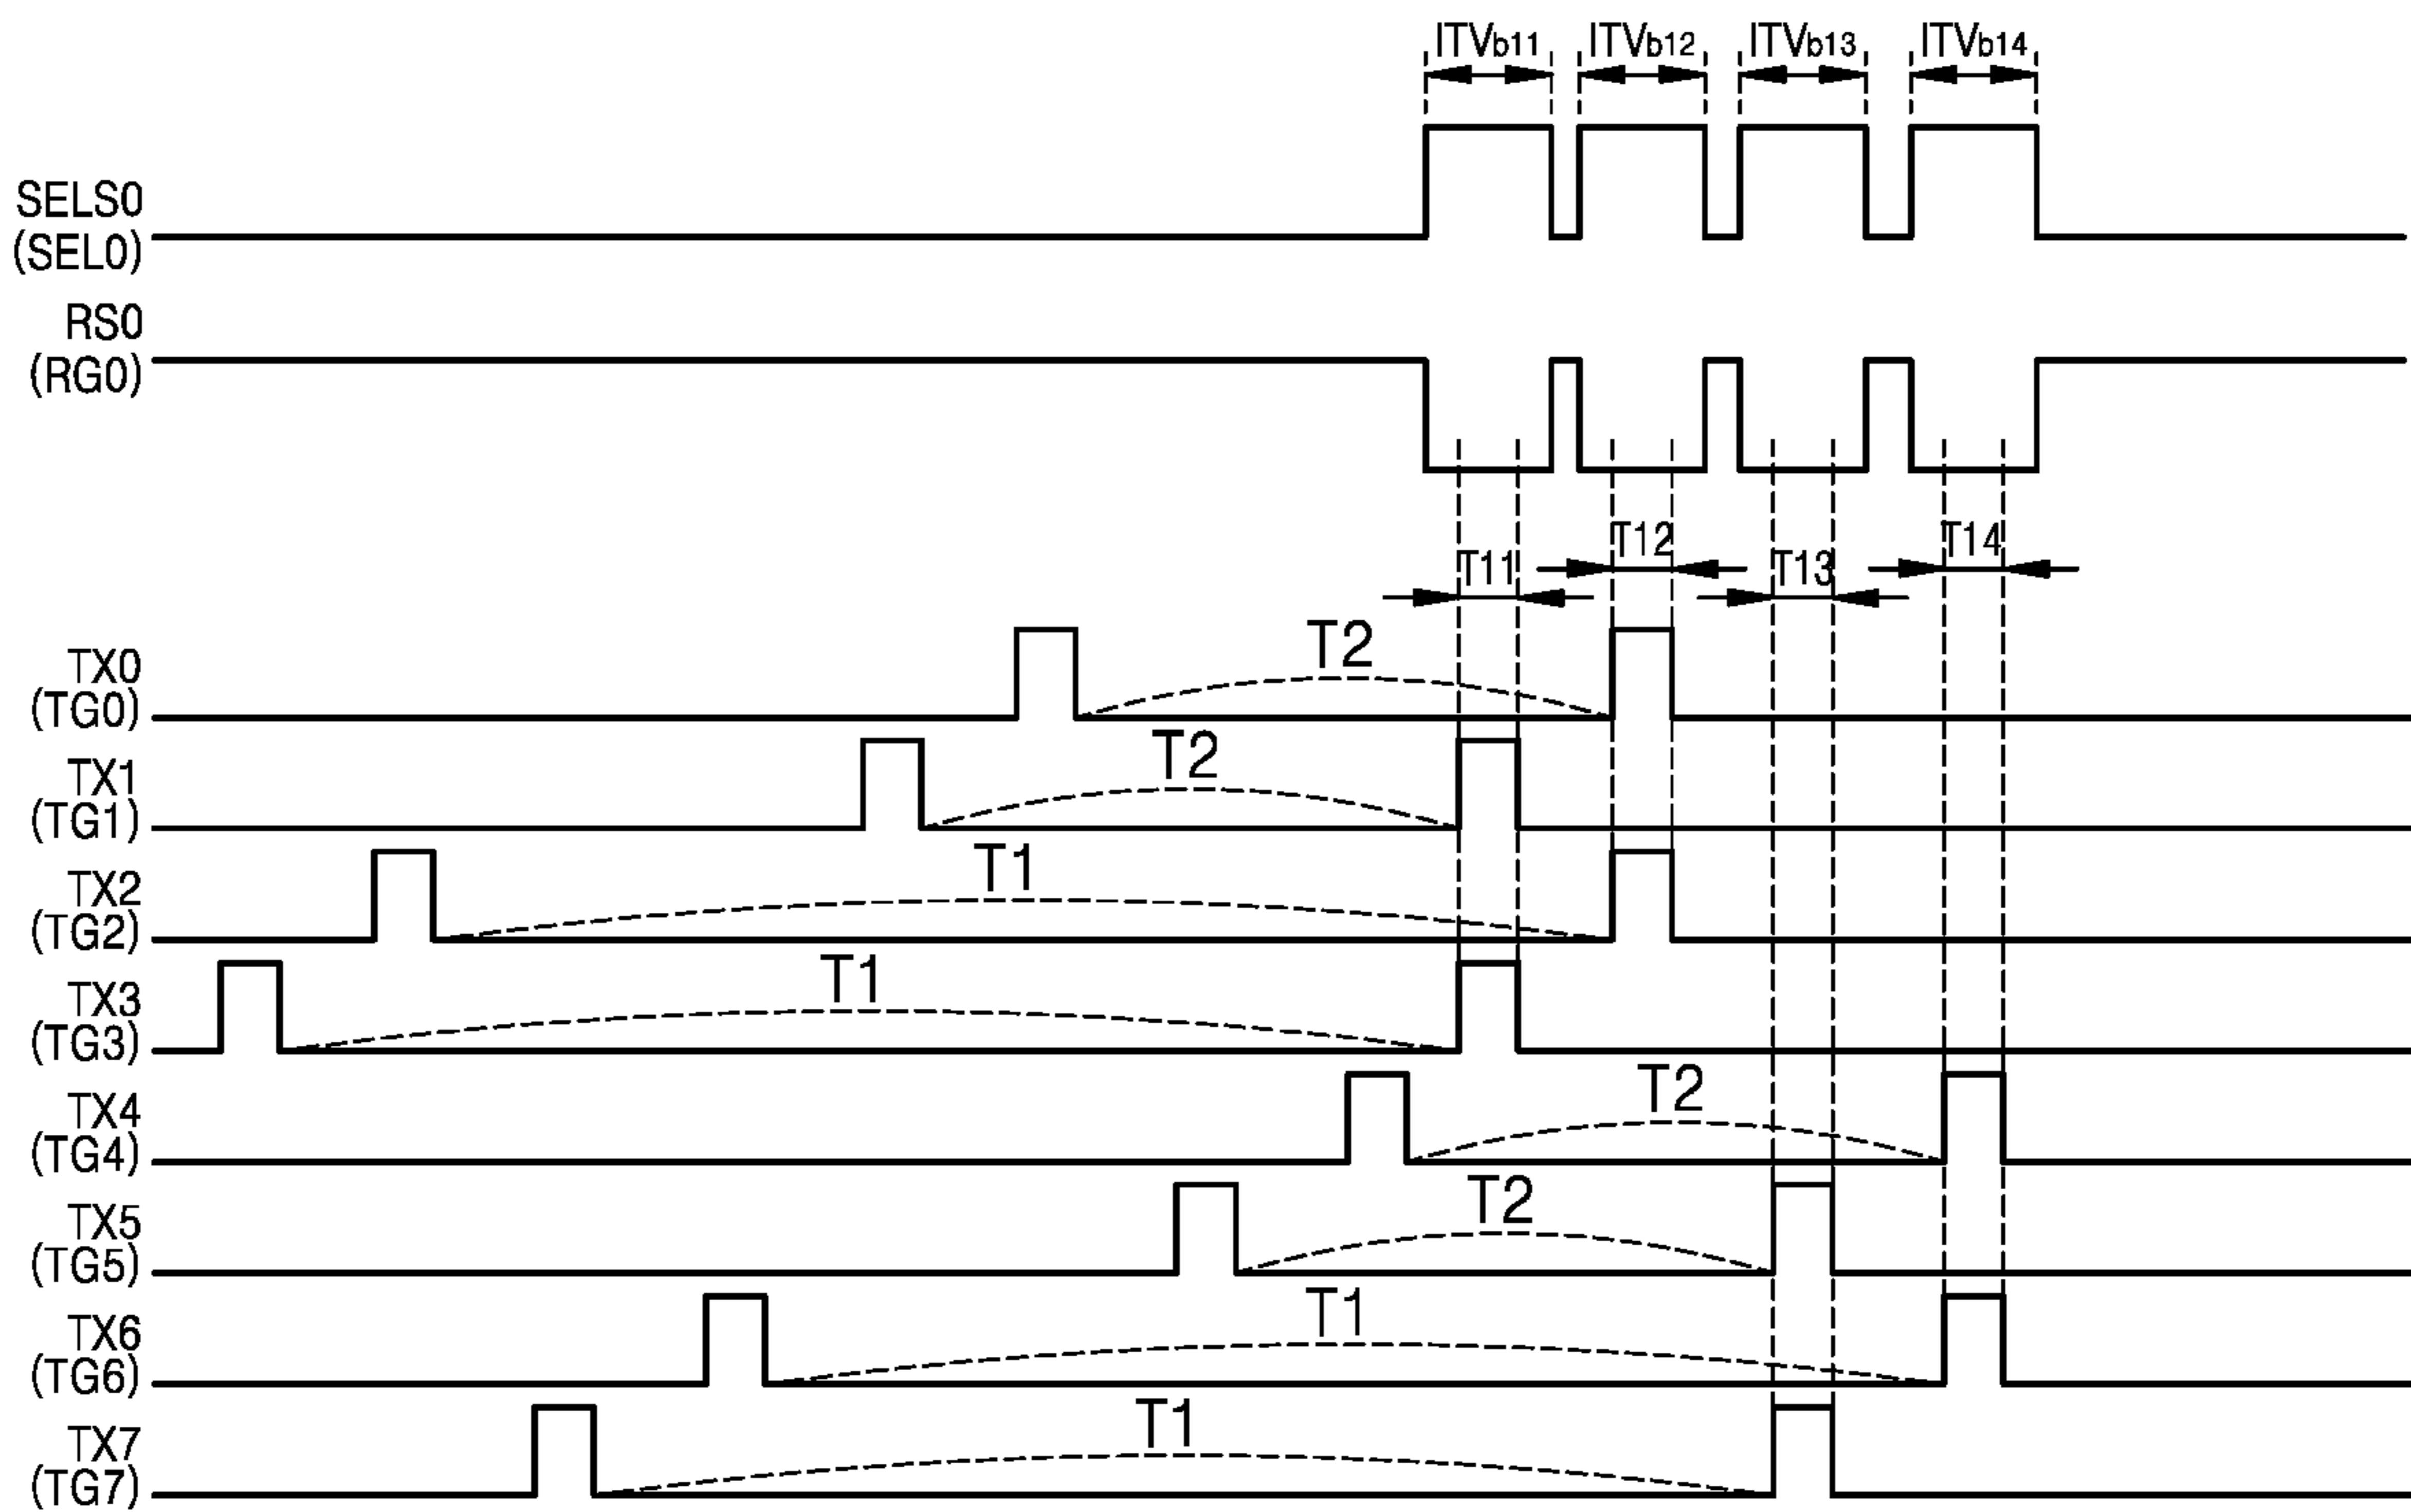 ITVb11 ITVb12 ITVb13 ITVb14
SELS0
(SEL0)
RS0
(RG0)
T12 T14
T11 T13
TX0
(TG0)
T2
TX1
(TG1)
T2
TX2
(TG2)
T1
TX3
(TG3)
T1
TX4
(TG4)
T2
TX5
(TG5)
T2
TX6
(TG6)
T1
TX7
(TG7)
T1